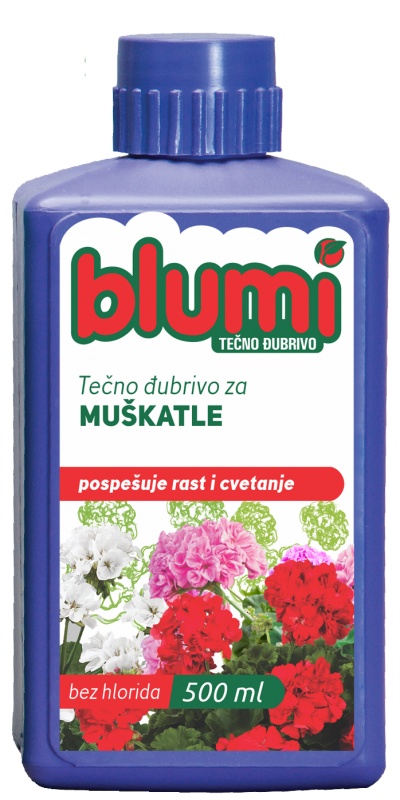 blumi
TEČNO ĐUBRIVO
Tečno đubrivo za
MUŠKATLE
pospešuje rast i cvetanje
bez hlorida
500 ml